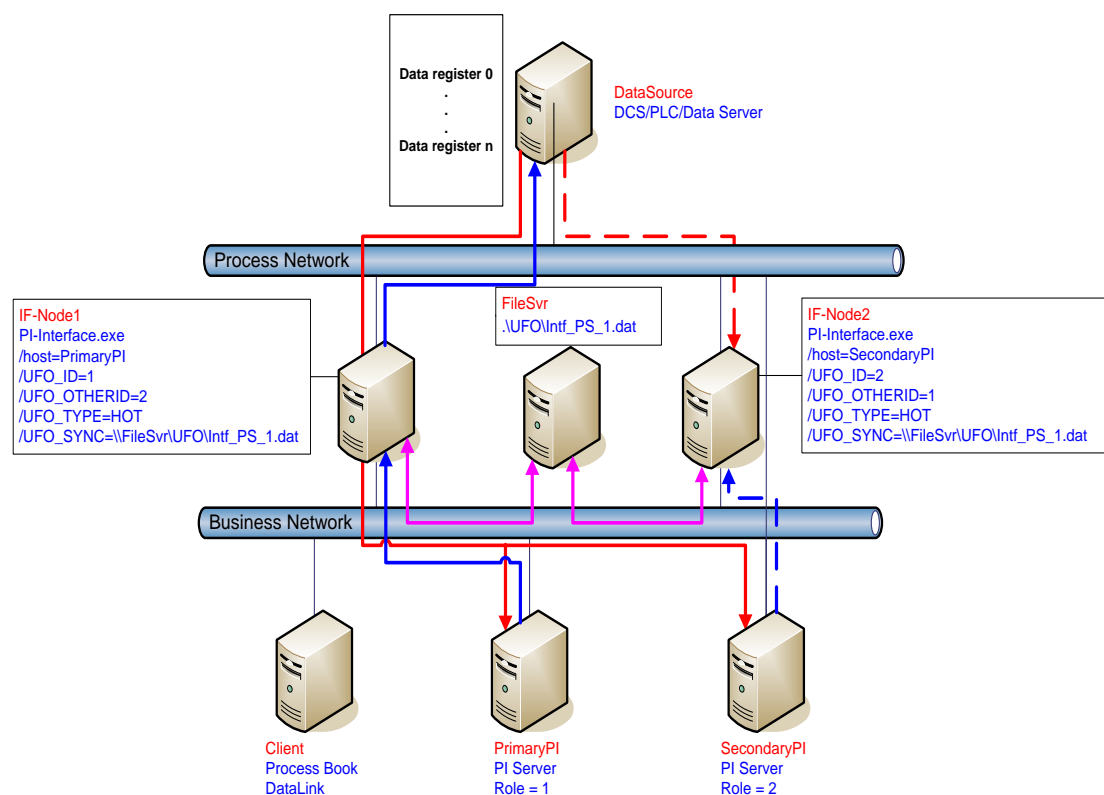 Data register 0
.
.
.
Data register n
DataSource
DCS/PLC/Data Server
Process Network
IF-Node1
PI-Interface.exe
/host=PrimaryPI
/UFO_ID=1
/UFO_OTHERID=2
/UFO_TYPE=HOT
/UFO_SYNC=\\FileSvr\UFO\Intf_PS_1.dat
FileSvr
.\UFO\Intf_PS_1.dat
IF-Node2
PI-Interface.exe
/host=SecondaryPI
/UFO_ID=2
/UFO_OTHERID=1
/UFO_TYPE=HOT
/UFO_SYNC=\\FileSvr\UFO\Intf_PS_1.dat
Business Network
Client
Process Book
DataLink
PrimaryPI
PI Server
Role = 1
SecondaryPI
PI Server
Role = 2